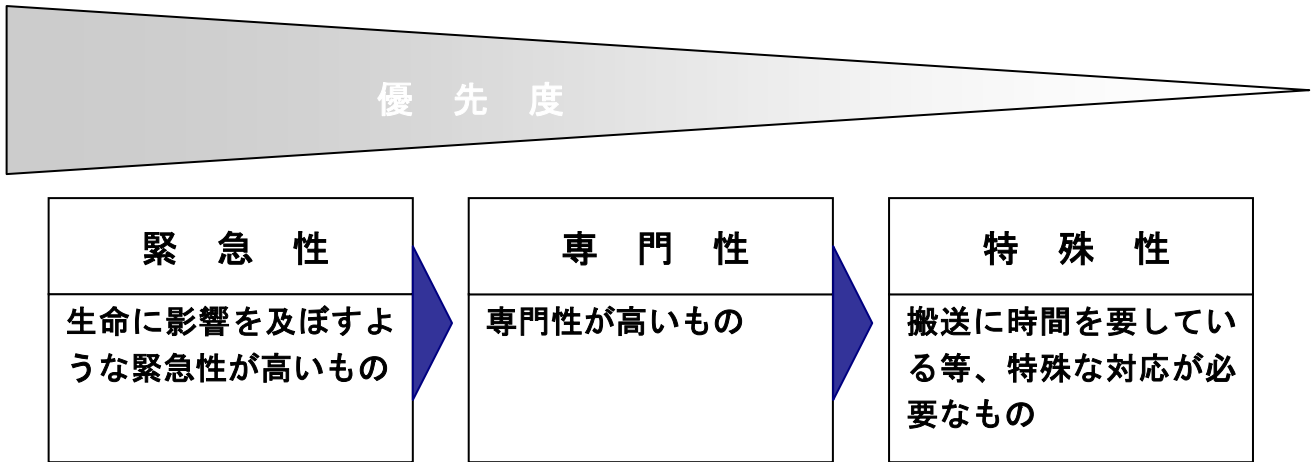 優 先 度
緊 急 性
生命に影響を及ぼすよ
うな緊急性が高いもの
専 門 性
専門性が高いもの
特 殊 性
搬送に時間を要してい
る等、特殊な対応が必
要なもの